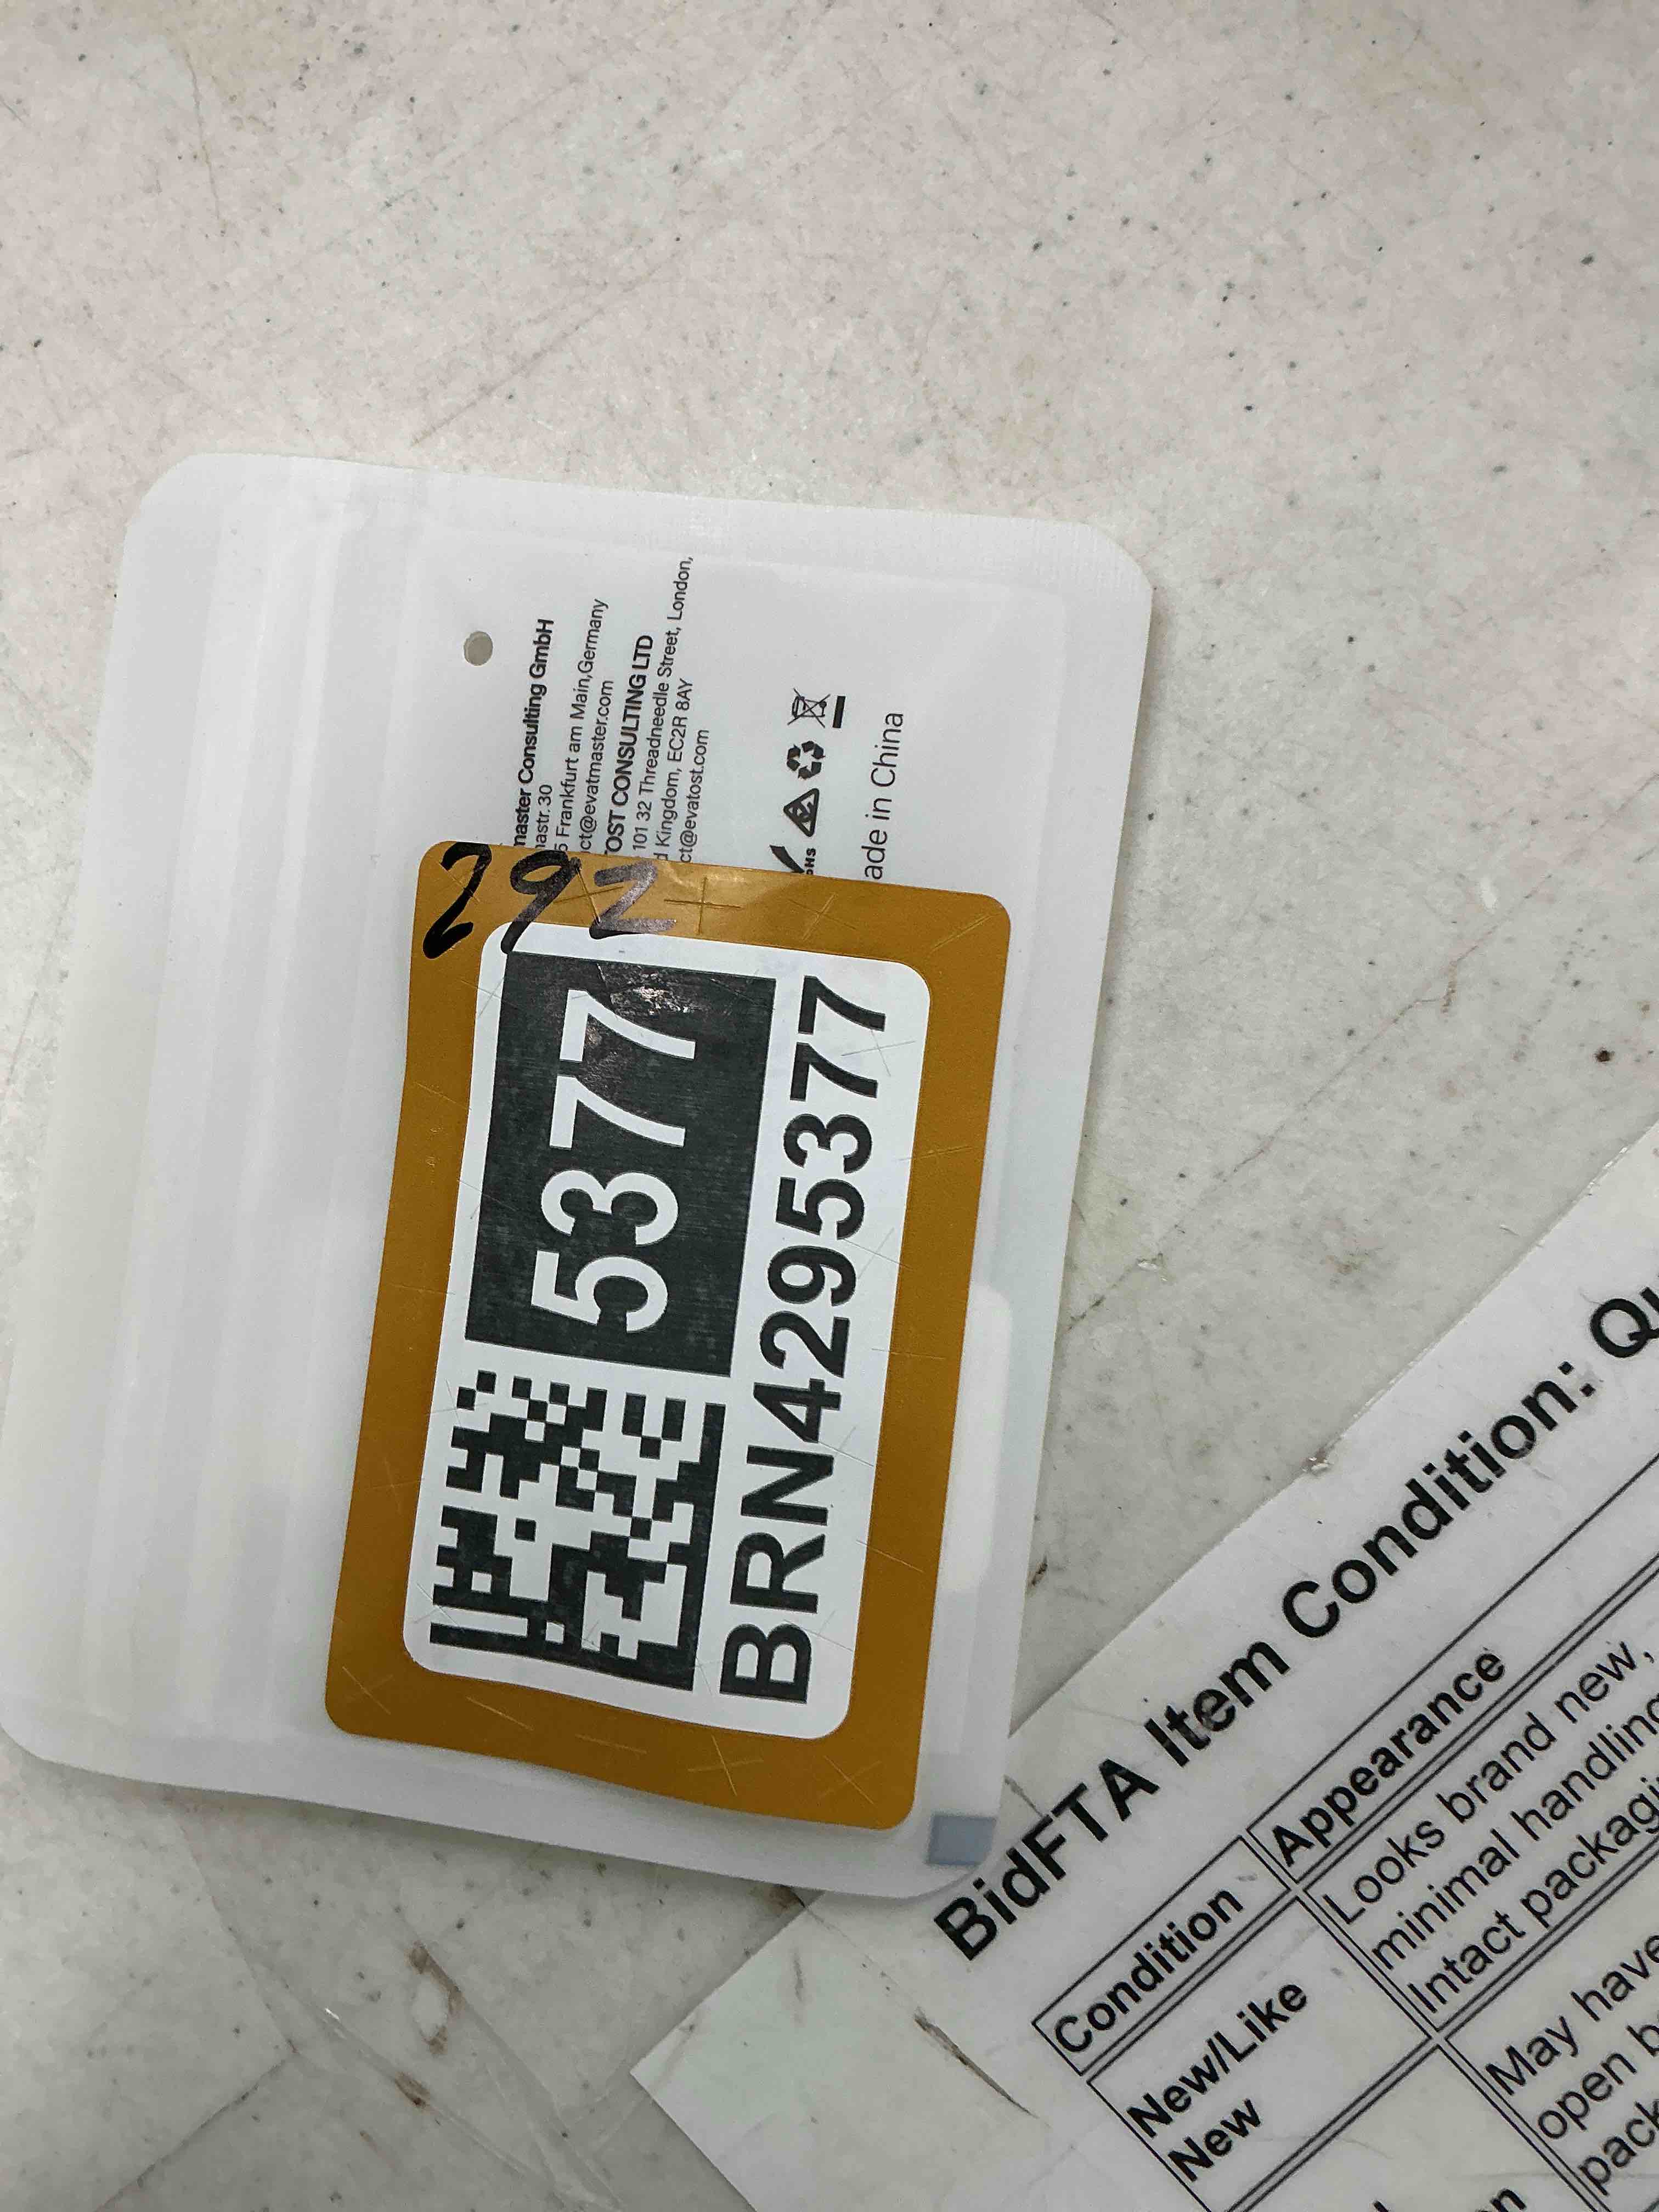 master Consulting GmbH
nastr.30
Frankfurt am Main,Germany
ct@evatmaster.com
OST CONSULTING LTD
101 32 Threadneedle Street, London,
Kingdom, EC2R 8AY
ct@evatost.com
ade in China
292
5377
BRN4295377
BidFTA Item Condition: Qu
Condition
Appearance
New/Like
New
Looks brand new,
minimal handling
Intact packagi
May have
open b
pack